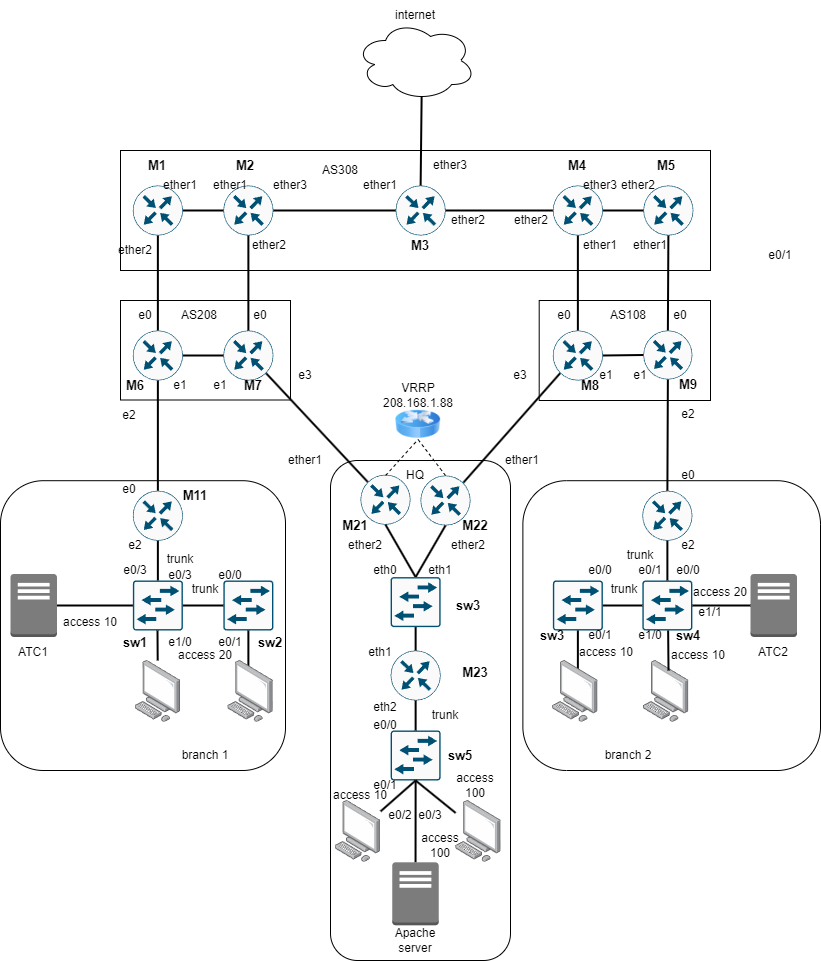 internet
ether3
AS308
M1
M2
M4
M5
ether1
ether1
ether3
ether1
ether3
ether2
ether2
ether2
M3
ether2
ether2
ether1
ether1
e0/1
e0
AS208
e0
e0
AS108
e0
M6
e1
e1
M7
e3
e3
e1
M8
e1
M9
e2
VRRP
208.168.1.88
e2
ether1
HQ
ether1
e0
M11
e0
M21
M22
e2
ether2
ether2
e2
trunk
trunk
e0/3
e0/3
e0/0
eth0
eth1
e0/0
e0/1
e0/0
trunk
trunk
access 10
access 20
sw3
e1/1
sw1
e1/0
e0/1
sw2
sw3
e0/1
e1/0
sw4
ATC1
access 20
eth1
access 10
access 10
ATC2
M23
eth2
trunk
e0/0
branch 1
sw5
branch 2
e0/1
access
100
access 10
e0/2
e0/3
access
100
Apache
server